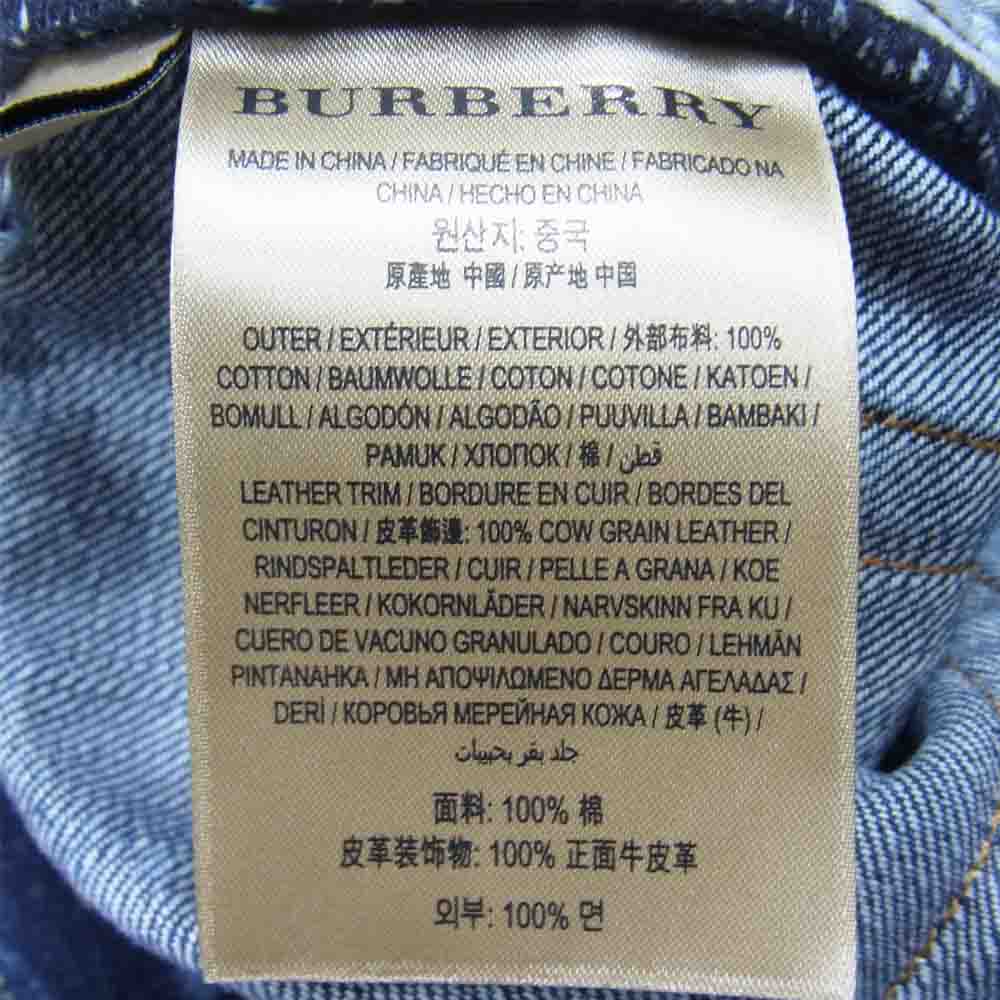 BURBERRY
MADE IN CHINA / FABRIQUÉ EN CHINE / FABRICADO NA
CHINA / HECHO EN CHINA
원산지: 중국
原產地 中國 / 原产地 中国
OUTER / EXTÉRIEUR / EXTERIOR / 外部布料: 100%
COTTON / BAUMWOLLE / COTON / COTONE / KATOEN /
BOMULL / ALGODÓN / ALGODÃO / PUUVILLA / BAMBAKI /
PAMUK / ХЛОПОК / 棉 / قطن
LEATHER TRIM / BORDURE EN CUIR / BORDES DEL
CINTURON / 皮革飾邊: 100% COW GRAIN LEATHER /
RINDSPALTLEDER / CUIR / PELLE A GRANA / KOE
NERFLEER / KOKORNLÄDER / NARVSKINN FRA KU /
CUERO DE VACUNO GRANULADO / COURO / LEHMÄN
PINTANAHKA / ΜΗ ΑΠΟΨΙΛΩΜΕΝΟ ΔΕΡΜΑ ΑΓΕΛΑΔΑΣ /
DERİ / КОРОВЬЯ МЕРЕЙНАЯ КОЖА / 皮革 (牛) /
جلد بقر بحبيبات
面料: 100% 棉
皮革装饰物: 100% 正面牛皮革
외부: 100% 면